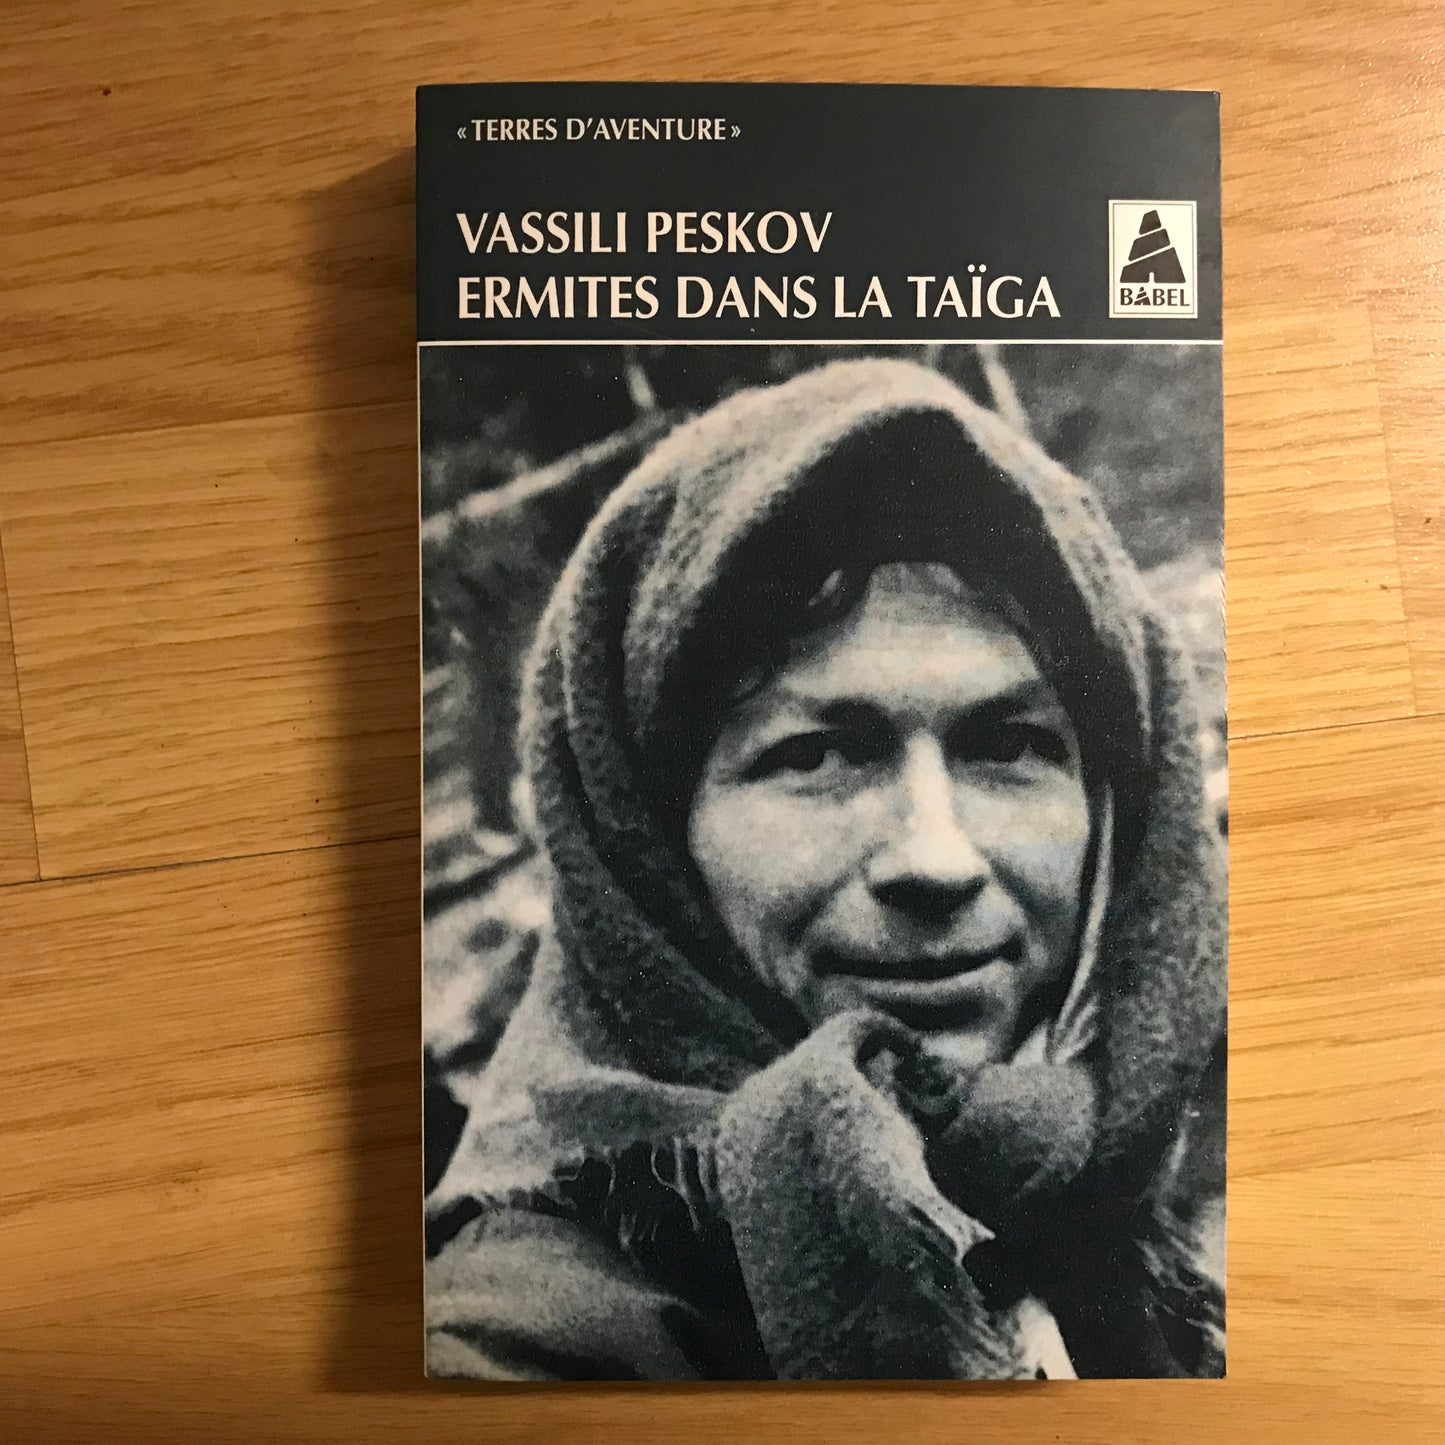 « TERRES D'AVENTURE »
VASSILI PESKOV
ERMITES DANS LA TAÏGA
BABEL